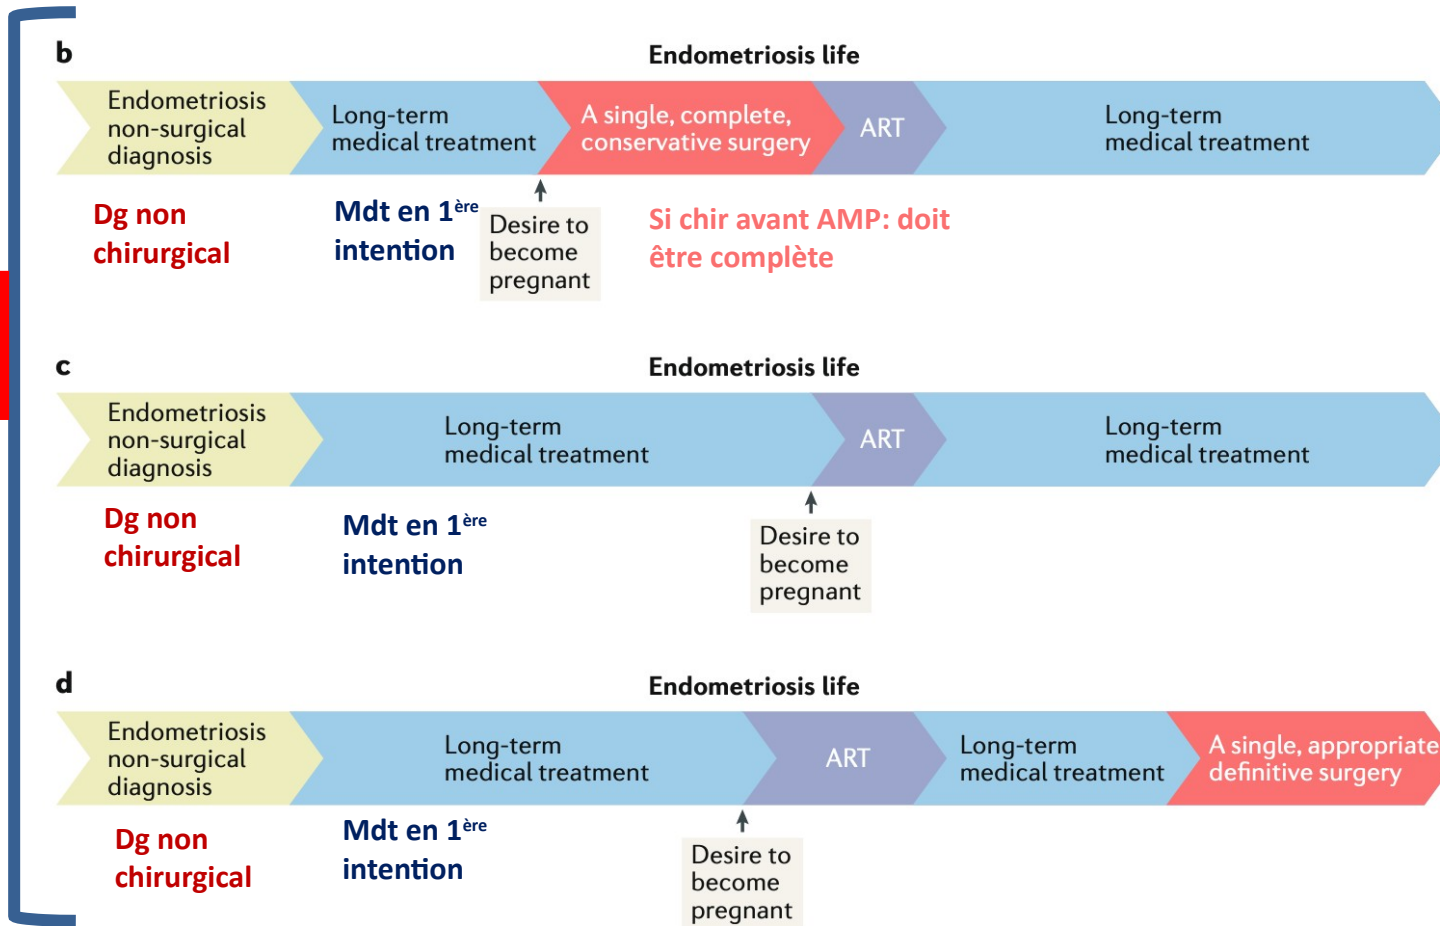 b
Endometriosis life
Endometriosis
non-surgical
diagnosis
Long-term
medical treatment
A single, complete,
conservative surgery
ART
Long-term
medical treatment
Dg non
chirurgical
Mdt en 1ère
intention
Desire to
become
pregnant
Si chir avant AMP: doit
être complète
c
Endometriosis life
Endometriosis
non-surgical
diagnosis
Long-term
medical treatment
ART
Long-term
medical treatment
Dg non
chirurgical
Mdt en 1ère
intention
Desire to
become
pregnant
d
Endometriosis life
Endometriosis
non-surgical
diagnosis
Long-term
medical treatment
ART
Long-term
medical treatment
A single, appropriate
definitive surgery
Dg non
chirurgical
Mdt en 1ère
intention
Desire to
become
pregnant